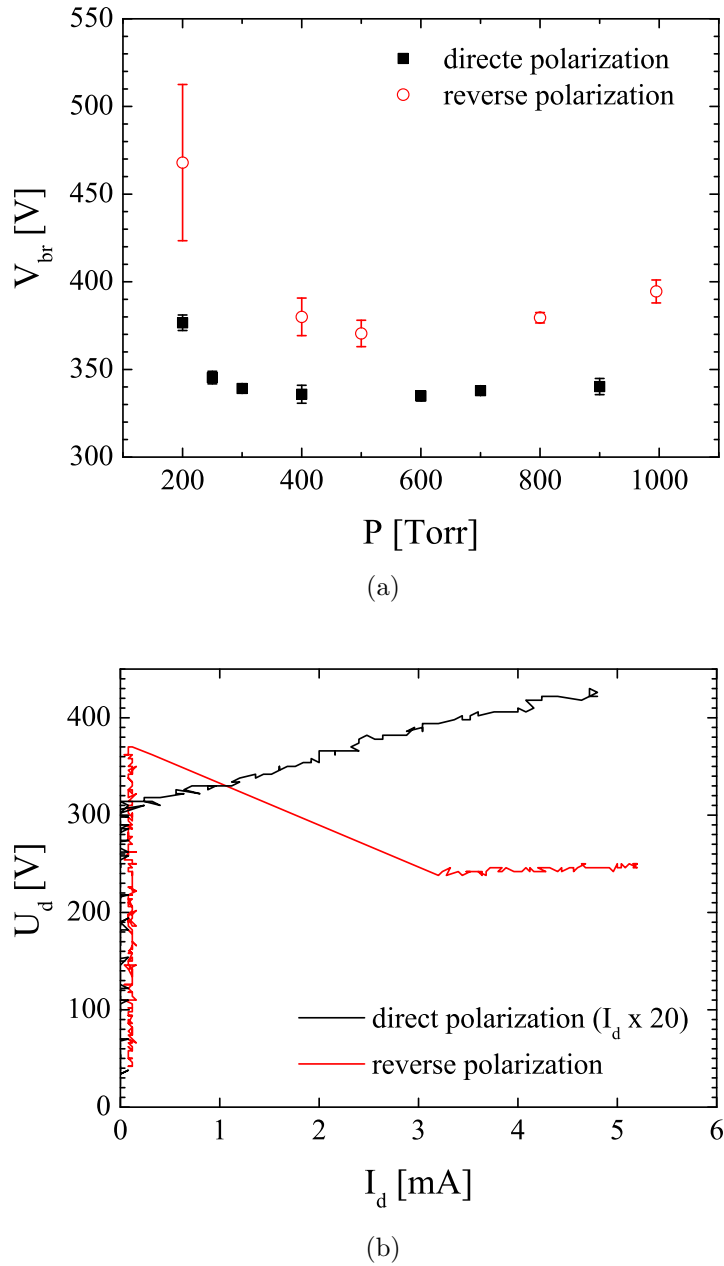 550
500
450
400
350
300
V_br [V]
directe polarization
reverse polarization
200 400 600 800 1000
P [Torr]
(a)
400
300
200
100
0
U_d [V]
direct polarization (I_d x 20)
reverse polarization
0 1 2 3 4 5 6
I_d [mA]
(b)